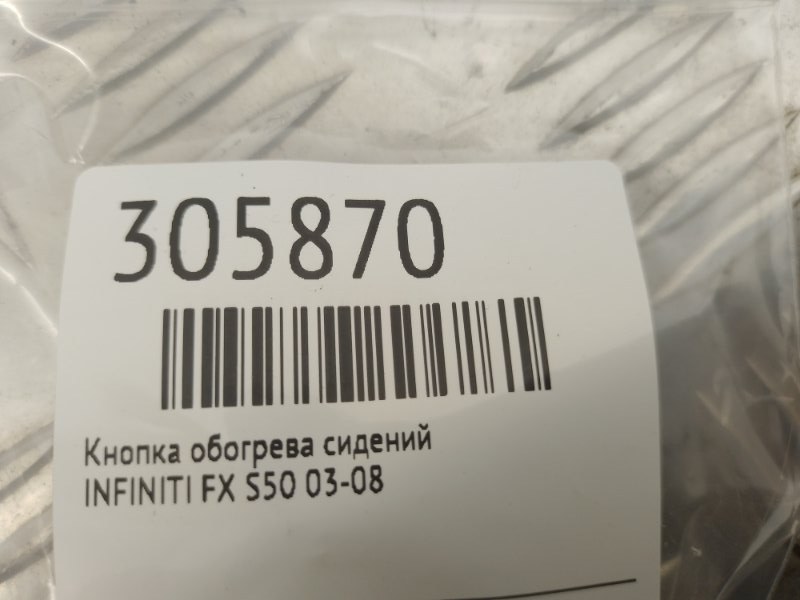 305870
Кнопка обогрева сидений
INFINITI FX S50 03-08